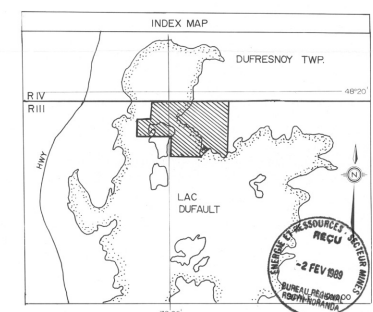 INDEX MAP
DUFRESNOY TWP.
48°20'
R IV
R III
HWY
N
LAC
DUFAULT
ÉNERGIE ET RESSOURCES - SECTEUR MINES
REÇU
-2 FEV 1989
BUREAU RÉGIONAL
ROUYN-NORANDA